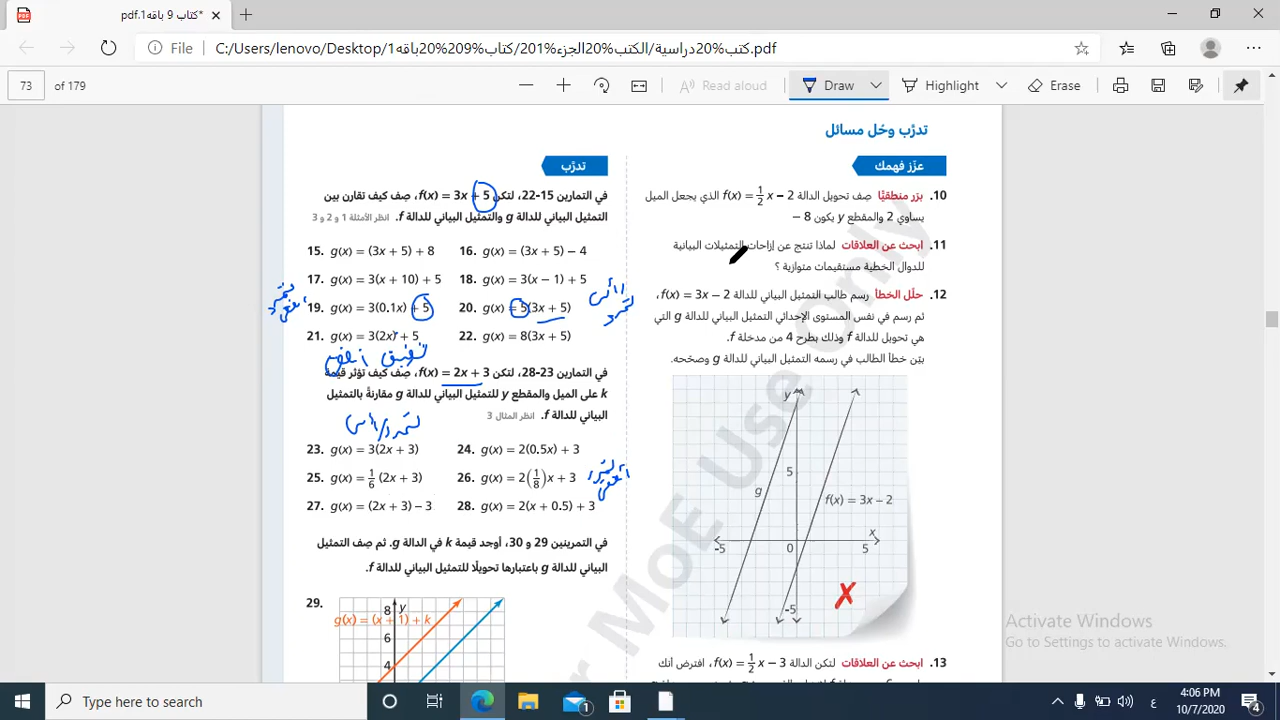 كتاب 9 باقه1.pdf*
File
C:/Users/lenovo/Desktop/كتب%20دراسية/الكتب%20الجزء%201/كتاب%209%20باقه1.pdf
73 of 179
Read aloud
Draw
Highlight
Erase
تدرَّب وحُل مسائل
عزّز فهمك
10. برّر منطقيًّا صِف تحويل الدالة f(x) = 1/2 x − 2 الذي يجعل الميل
يساوي 2 والمقطع y يكون 8 −
11. ابحث عن العلاقات لماذا تنتج عن إزاحات التمثيلات البيانية
للدوال الخطية مستقيمات متوازية ؟
12. حلّل الخطأ رسم طالب التمثيل البياني للدالة f(x) = 3x − 2،
ثم رسم في نفس المستوى الإحداثي التمثيل البياني للدالة g التي
هي تحويل للدالة f وذلك بطرح 4 من مدخلة f.
بيّن خطأ الطالب في رسمه التمثيل البياني للدالة g وصحّحه.
y
5
g
f(x) = 3x − 2
x
-5 0 5
-5
✗
13. ابحث عن العلاقات لتكن الدالة f(x) = 1/2 x − 3، افترض أنك
تدرَّب
في التمارين 15-22، لتكن f(x) = 3x + 5، صِف كيف تقارن بين
التمثيل البياني للدالة g والتمثيل البياني للدالة f. انظر الأمثلة 1 و 2 و 3
15. g(x) = (3x + 5) + 8
16. g(x) = (3x + 5) − 4
17. g(x) = 3(x + 10) + 5
18. g(x) = 3(x − 1) + 5
19. g(x) = 3(0.1x) + 5
20. g(x) = 5(3x + 5)
21. g(x) = 3(2x) + 5
22. g(x) = 8(3x + 5)
في التمارين 23-28، لتكن f(x) = 2x + 3، صِف كيف تؤثر قيمة
k على الميل والمقطع y للتمثيل البياني للدالة g مقارنةً بالتمثيل
البياني للدالة f. انظر المثال 3
23. g(x) = 3(2x + 3)
24. g(x) = 2(0.5x) + 3
25. g(x) = 1/6 (2x + 3)
26. g(x) = 2(1/8)x + 3
27. g(x) = (2x + 3) − 3
28. g(x) = 2(x + 0.5) + 3
في التمرينين 29 و 30، أوجد قيمة k في الدالة g. ثم صِف التمثيل
البياني للدالة g باعتبارها تحويلًا للتمثيل البياني للدالة f.
29.
8 y
g(x) = (x + 1) + k
6
4
Activate Windows
Go to Settings to activate Windows.
Type here to search
1
ع
4:06 PM
10/7/2020
4